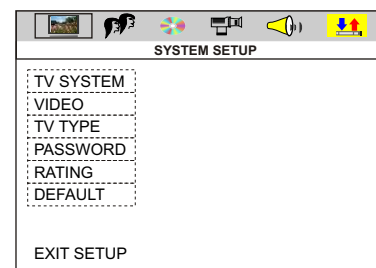 SYSTEM SETUP
TV SYSTEM
VIDEO
TV TYPE
PASSWORD
RATING
DEFAULT
EXIT SETUP